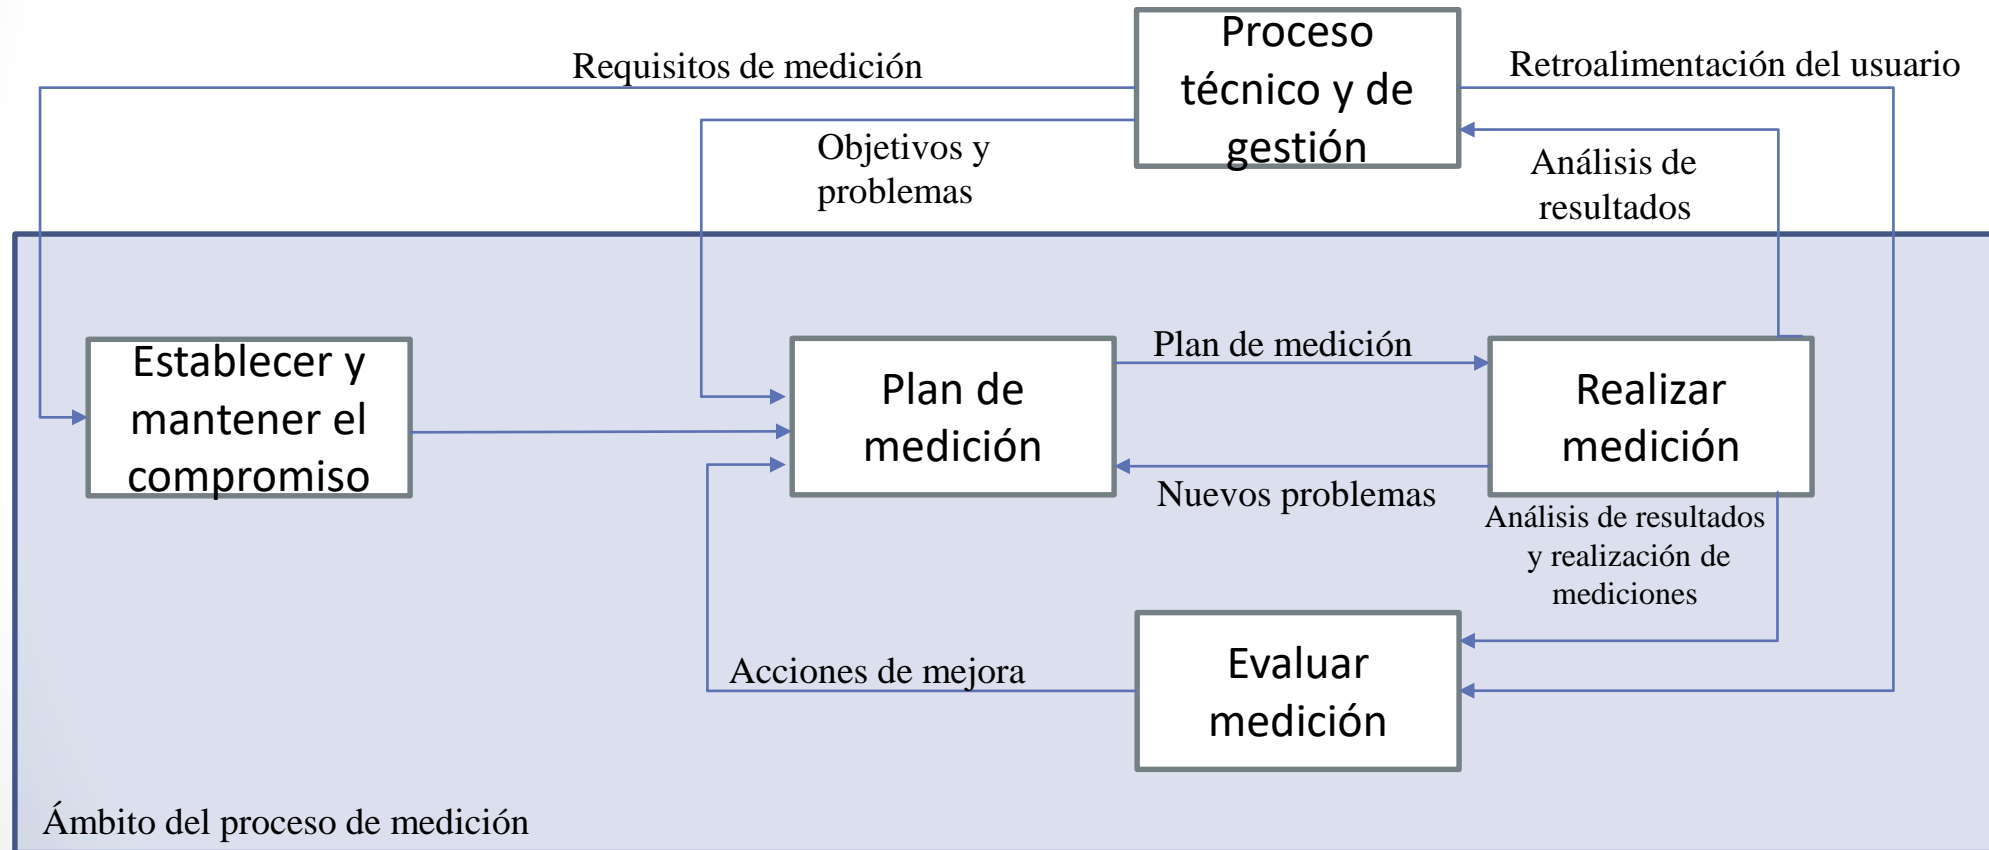 Proceso
técnico y de
gestión
Requisitos de medición
Retroalimentación del usuario
Objetivos y
problemas
Análisis de
resultados
Establecer y
mantener el
compromiso
Plan de
medición
Plan de medición
Nuevos problemas
Realizar
medición
Análisis de resultados
y realización de
mediciones
Evaluar
medición
Acciones de mejora
Ámbito del proceso de medición